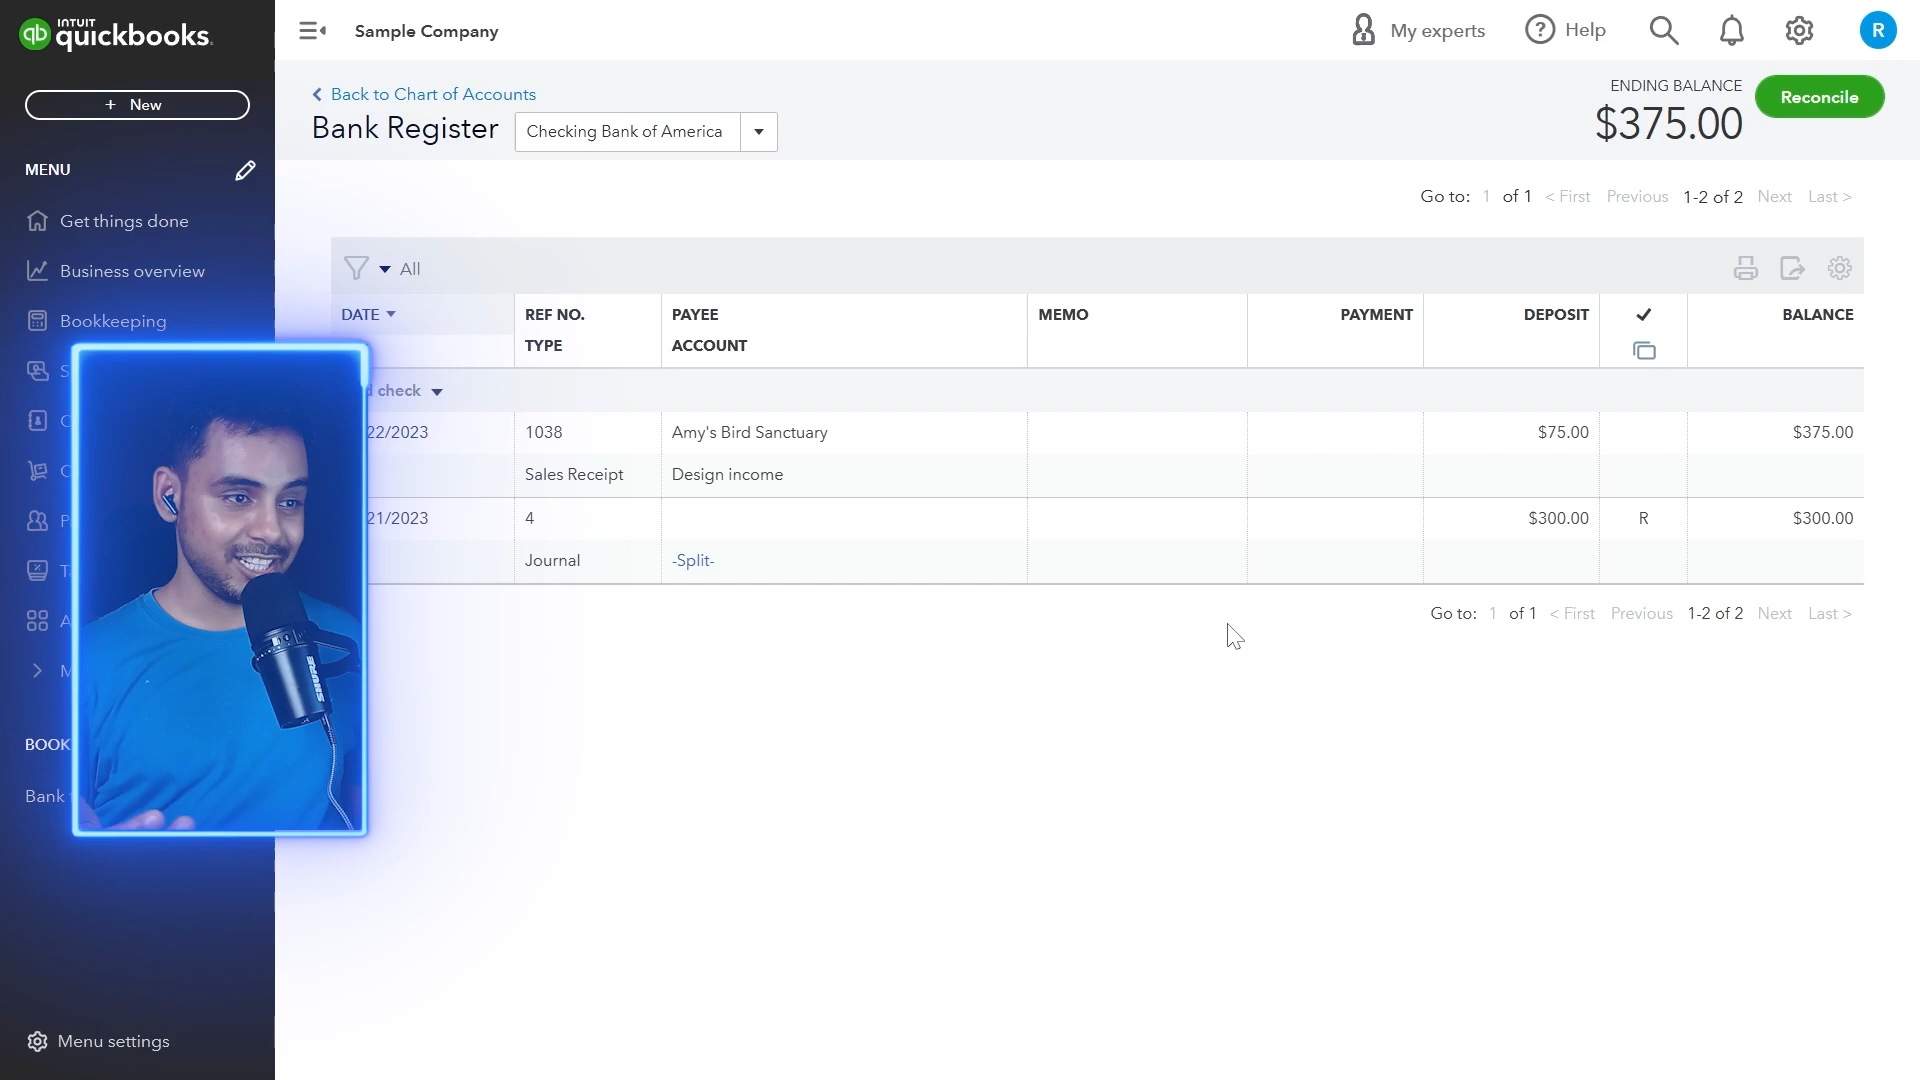 INTUIT
quickbooks.
Sample Company
My experts
Help
R
+ New
Back to Chart of Accounts
Bank Register
Checking Bank of America
ENDING BALANCE
$375.00
Reconcile
MENU
Get things done
Business overview
Bookkeeping
Go to: 1 of 1 < First Previous 1-2 of 2 Next Last >
All
DATE REF NO. PAYEE MEMO PAYMENT DEPOSIT BALANCE
TYPE ACCOUNT
check
22/2023 1038 Amy's Bird Sanctuary $75.00 $375.00
Sales Receipt Design income
21/2023 4 $300.00 R $300.00
Journal -Split-
Go to: 1 of 1 < First Previous 1-2 of 2 Next Last >
SHURE
BOOK
Bank
Menu settings